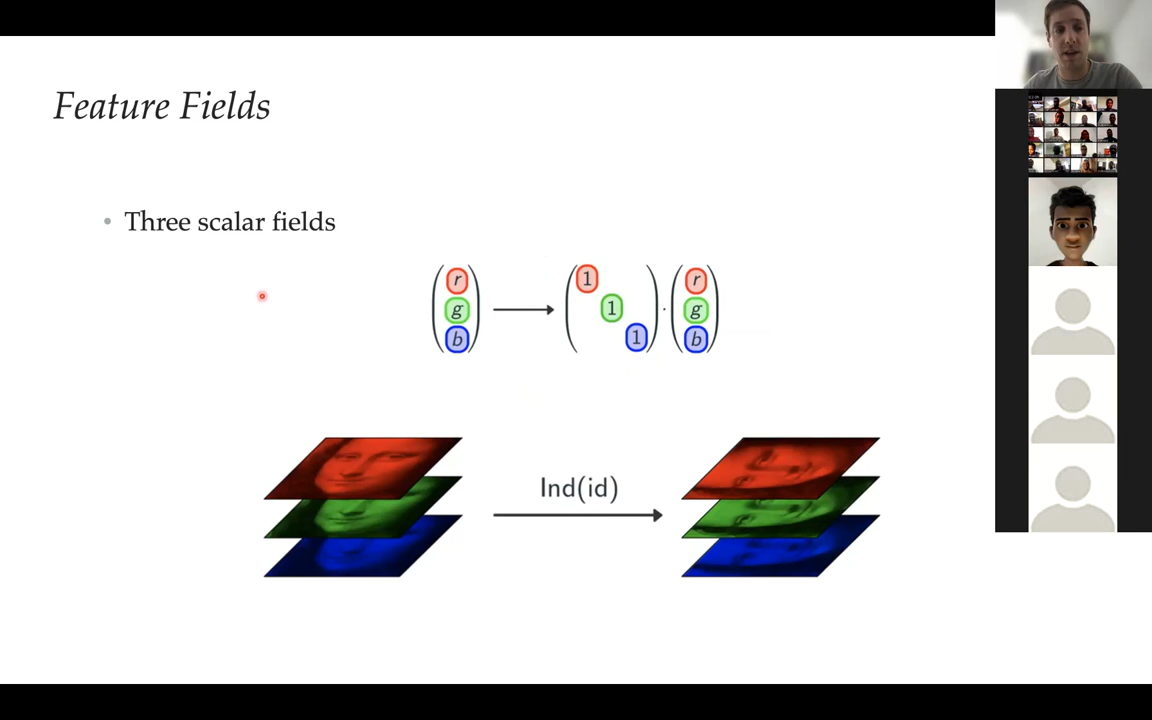 Feature Fields
• Three scalar fields
r 1 r
g → 1 · g
b 1 b
Ind(id)